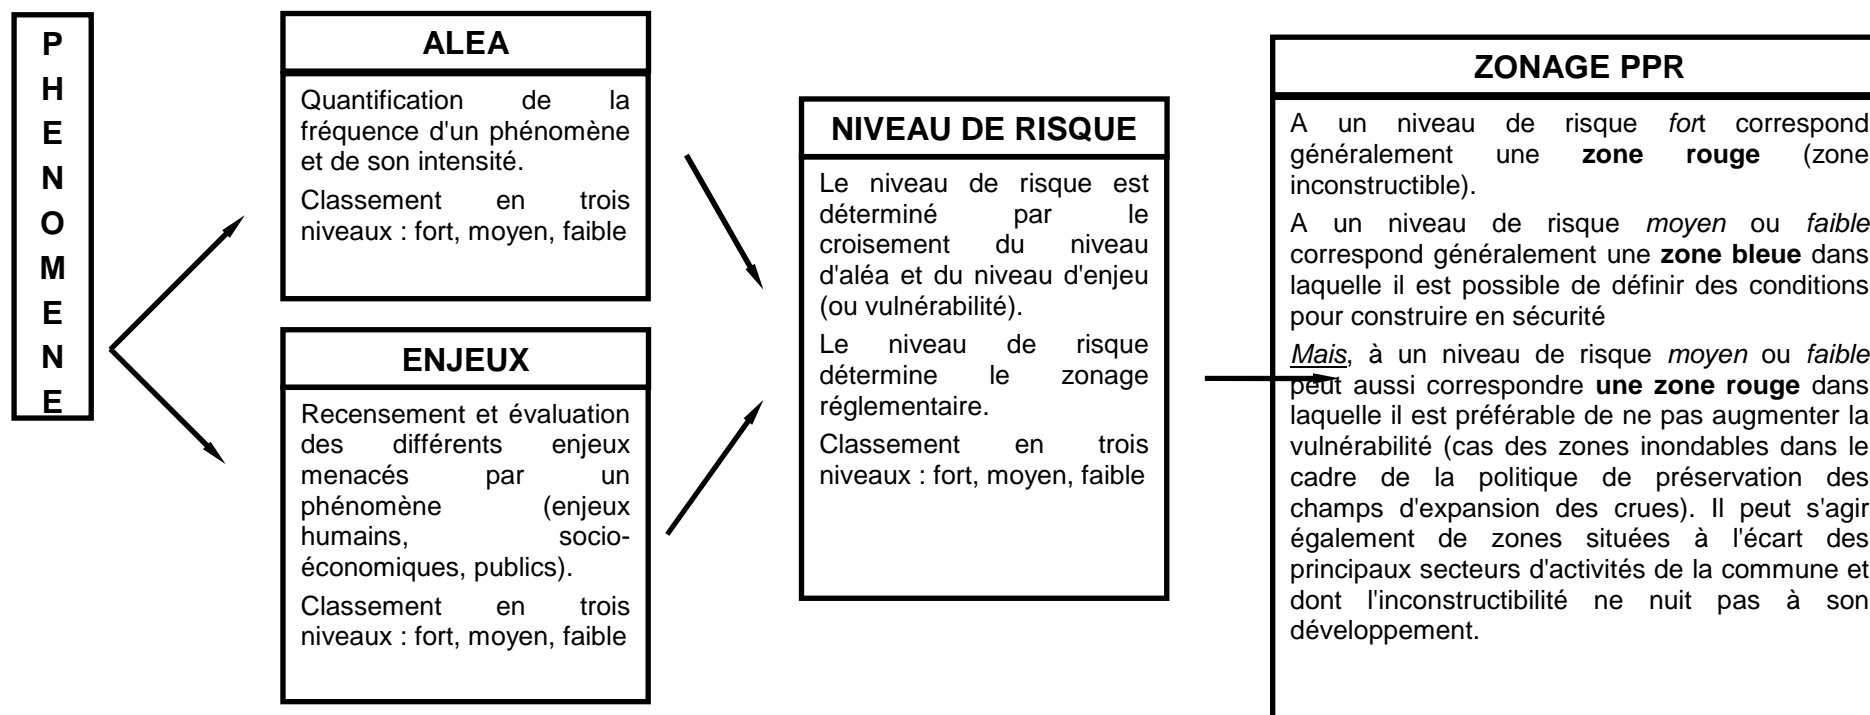 P
H
E
N
O
M
E
N
E
ALEA
Quantification de la
fréquence d'un phénomène
et de son intensité.
Classement en trois
niveaux : fort, moyen, faible
ENJEUX
Recensement et évaluation
des différents enjeux
menacés par un
phénomène (enjeux
humains, socio-
économiques, publics).
Classement en trois
niveaux : fort, moyen, faible
NIVEAU DE RISQUE
Le niveau de risque est
déterminé par le
croisement du niveau
d'aléa et du niveau d'enjeu
(ou vulnérabilité).
Le niveau de risque
détermine le zonage
réglementaire.
Classement en trois
niveaux : fort, moyen, faible
ZONAGE PPR
A un niveau de risque fort correspond
généralement une zone rouge (zone
inconstructible).
A un niveau de risque moyen ou faible
correspond généralement une zone bleue dans
laquelle il est possible de définir des conditions
pour construire en sécurité
Mais, à un niveau de risque moyen ou faible
peut aussi correspondre une zone rouge dans
laquelle il est préférable de ne pas augmenter la
vulnérabilité (cas des zones inondables dans le
cadre de la politique de préservation des
champs d'expansion des crues). Il peut s'agir
également de zones situées à l'écart des
principaux secteurs d'activités de la commune et
dont l'inconstructibilité ne nuit pas à son
développement.